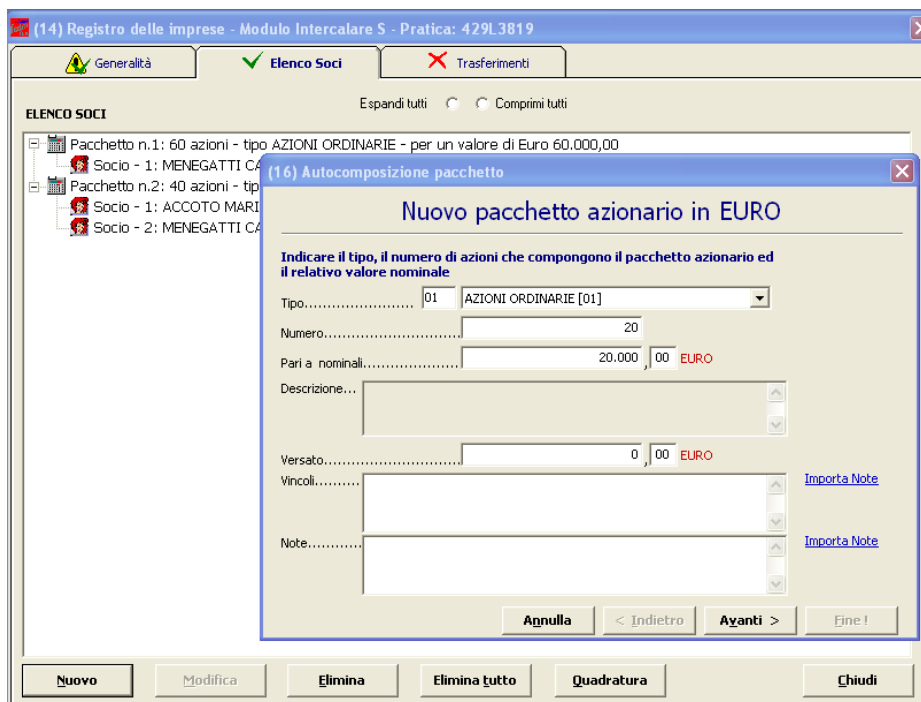 (14) Registro delle imprese - Modulo Intercalare S - Pratica: 429L3819
Generalità Elenco Soci Trasferimenti
ELENCO SOCI Espandi tutti Comprimi tutti
Pacchetto n.1: 60 azioni - tipo AZIONI ORDINARIE - per un valore di Euro 60.000,00
Socio - 1: MENEGATTI CA
Pacchetto n.2: 40 azioni - tip
Socio - 1: ACCOTO MARI
Socio - 2: MENEGATTI CA
(16) Autocomposizione pacchetto
Nuovo pacchetto azionario in EURO
Indicare il tipo, il numero di azioni che compongono il pacchetto azionario ed
il relativo valore nominale
Tipo........................ 01 AZIONI ORDINARIE [01]
Numero.............................. 20
Pari a nominali..................... 20.000 , 00 EURO
Descrizione...
Versato.............................. 0 , 00 EURO
Vincoli.......... Importa Note
Note............ Importa Note
Annulla < Indietro Avanti > Fine !
Nuovo Modifica Elimina Elimina tutto Quadratura Chiudi